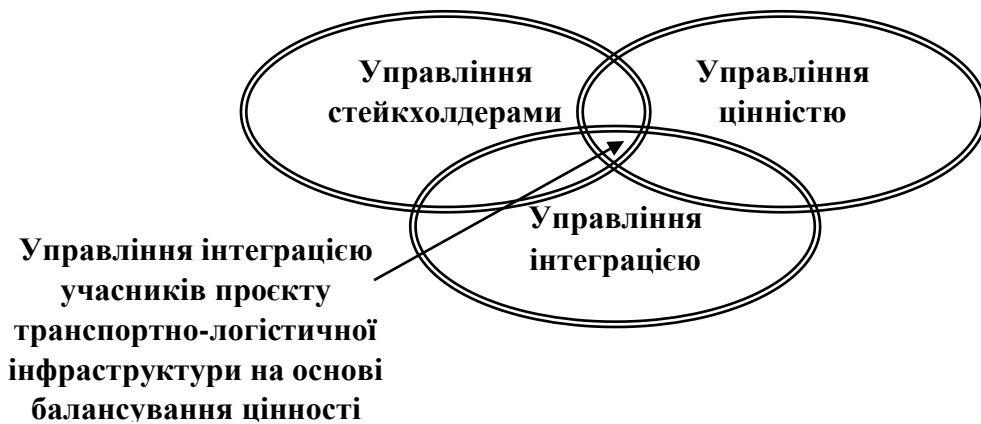 Управління
стейкхолдерами
Управління
цінністю
Управління
інтеграцією
Управління інтеграцією
учасників проєкту
транспортно-логістичної
інфраструктури на основі
балансування цінності